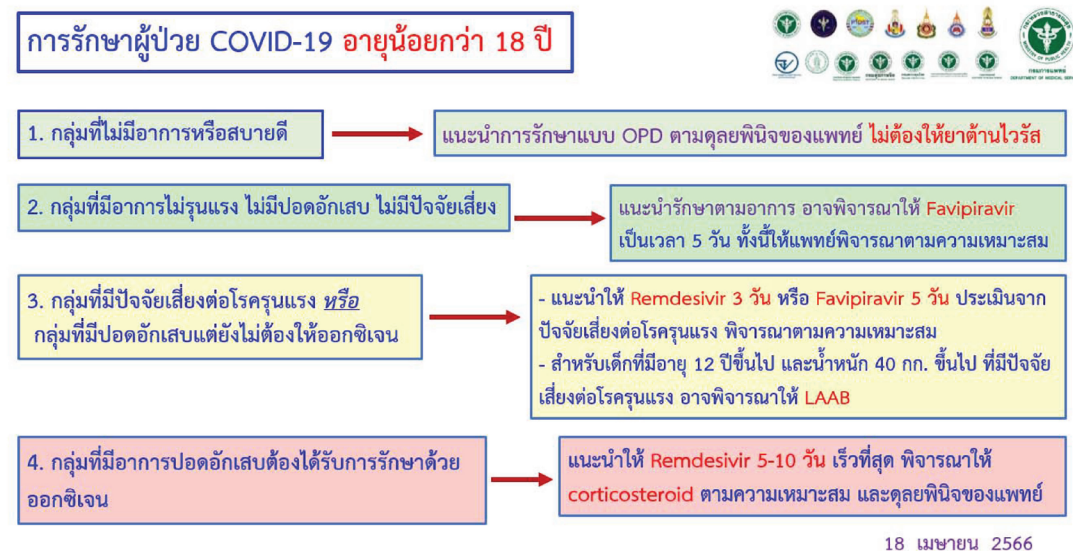 การรักษาผู้ป่วย COVID-19 อายุน้อยกว่า 18 ปี
1. กลุ่มที่ไม่มีอาการหรือสบายดี
แนะนำการรักษาแบบ OPD ตามดุลยพินิจของแพทย์ ไม่ต้องให้ยาต้านไวรัส
2. กลุ่มที่มีอาการไม่รุนแรง ไม่มีปอดอักเสบ ไม่มีปัจจัยเสี่ยง
แนะนำรักษาตามอาการ อาจพิจารณาให้ Favipiravir
เป็นเวลา 5 วัน ทั้งนี้ให้แพทย์พิจารณาตามความเหมาะสม
3. กลุ่มที่มีปัจจัยเสี่ยงต่อโรครุนแรง หรือ
กลุ่มที่มีปอดอักเสบแต่ยังไม่ต้องให้ออกซิเจน
- แนะนำให้ Remdesivir 3 วัน หรือ Favipiravir 5 วัน ประเมินจาก
ปัจจัยเสี่ยงต่อโรครุนแรง พิจารณาตามความเหมาะสม
- สำหรับเด็กที่มีอายุ 12 ปีขึ้นไป และน้ำหนัก 40 กก. ขึ้นไป ที่มีปัจจัย
เสี่ยงต่อโรครุนแรง อาจพิจารณาให้ LAAB
4. กลุ่มที่มีอาการปอดอักเสบต้องได้รับการรักษาด้วย
ออกซิเจน
แนะนำให้ Remdesivir 5-10 วัน เร็วที่สุด พิจารณาให้
corticosteroid ตามความเหมาะสม และดุลยพินิจของแพทย์
18 เมษายน 2566